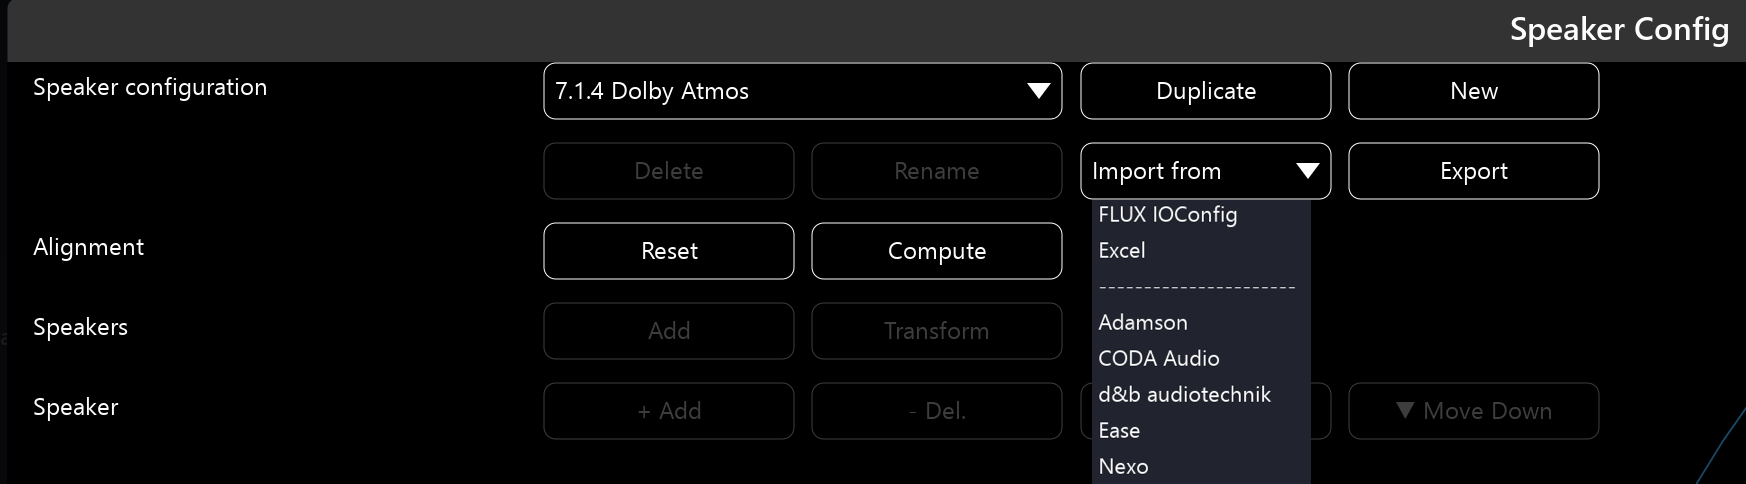 Speaker Config
Speaker configuration
7.1.4 Dolby Atmos
Duplicate
New
Delete
Rename
Import from
Export
FLUX IOConfig
Excel
----------------------
Adamson
CODA Audio
d&b audiotechnik
Ease
Nexo
Alignment
Reset
Compute
Speakers
Add
Transform
Speaker
+ Add
- Del.
▼ Move Down